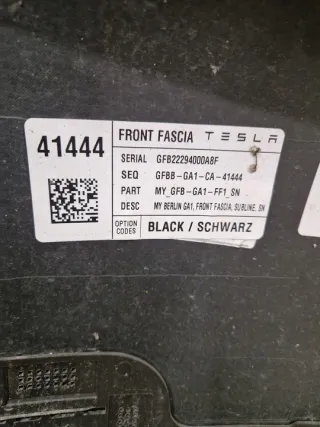 41444
FRONT FASCIA TESLA
SERIAL GFB22294000A8F
SEQ GFBB-GA1-CA-41444
PART MY_GFB-GA1-FF1_SN
DESC MY BERLIN GA1, FRONT FASCIA, SUBLINE, SN
OPTION CODES BLACK / SCHWARZ